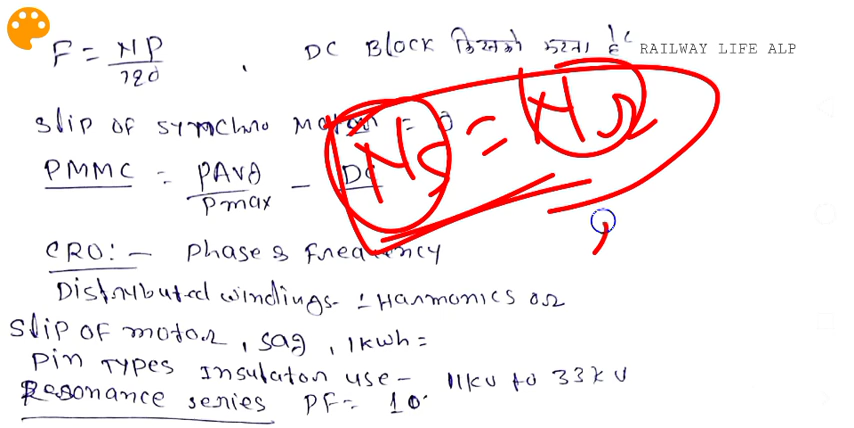 F = NP/120 , DC Block किसको करता है
RAILWAY LIFE ALP
Slip of synchro motor = 0
Ns = Nr
PMMC = PAVG/Pmax - DC
CRO:- Phase & frequency
Distributed windings - Harmonics or
Slip of motor, sag, 1kwh =
Pin types insulator use - 11kv to 33kv
Resonance series PF = 10